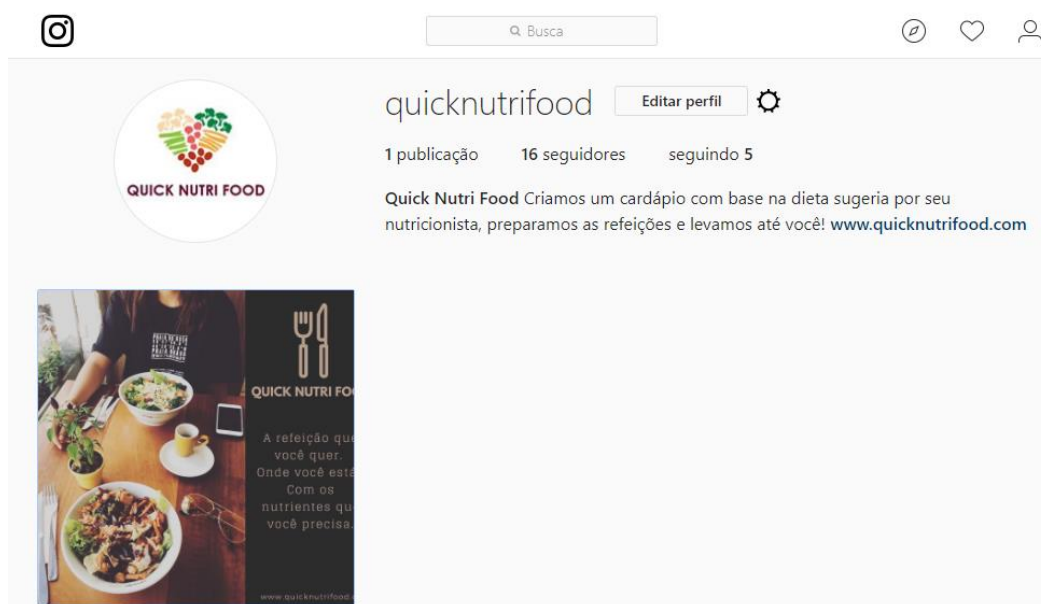 Busca
quicknutrifood Editar perfil
1 publicação 16 seguidores seguindo 5
QUICK NUTRI FOOD
Quick Nutri Food Criamos um cardápio com base na dieta sugeria por seu
nutricionista, preparamos as refeições e levamos até você! www.quicknutrifood.com
QUICK NUTRI FO
A refeição que
você quer.
Onde você está
Com os
nutrientes qu
você precisa.
www.quicknutrifood.